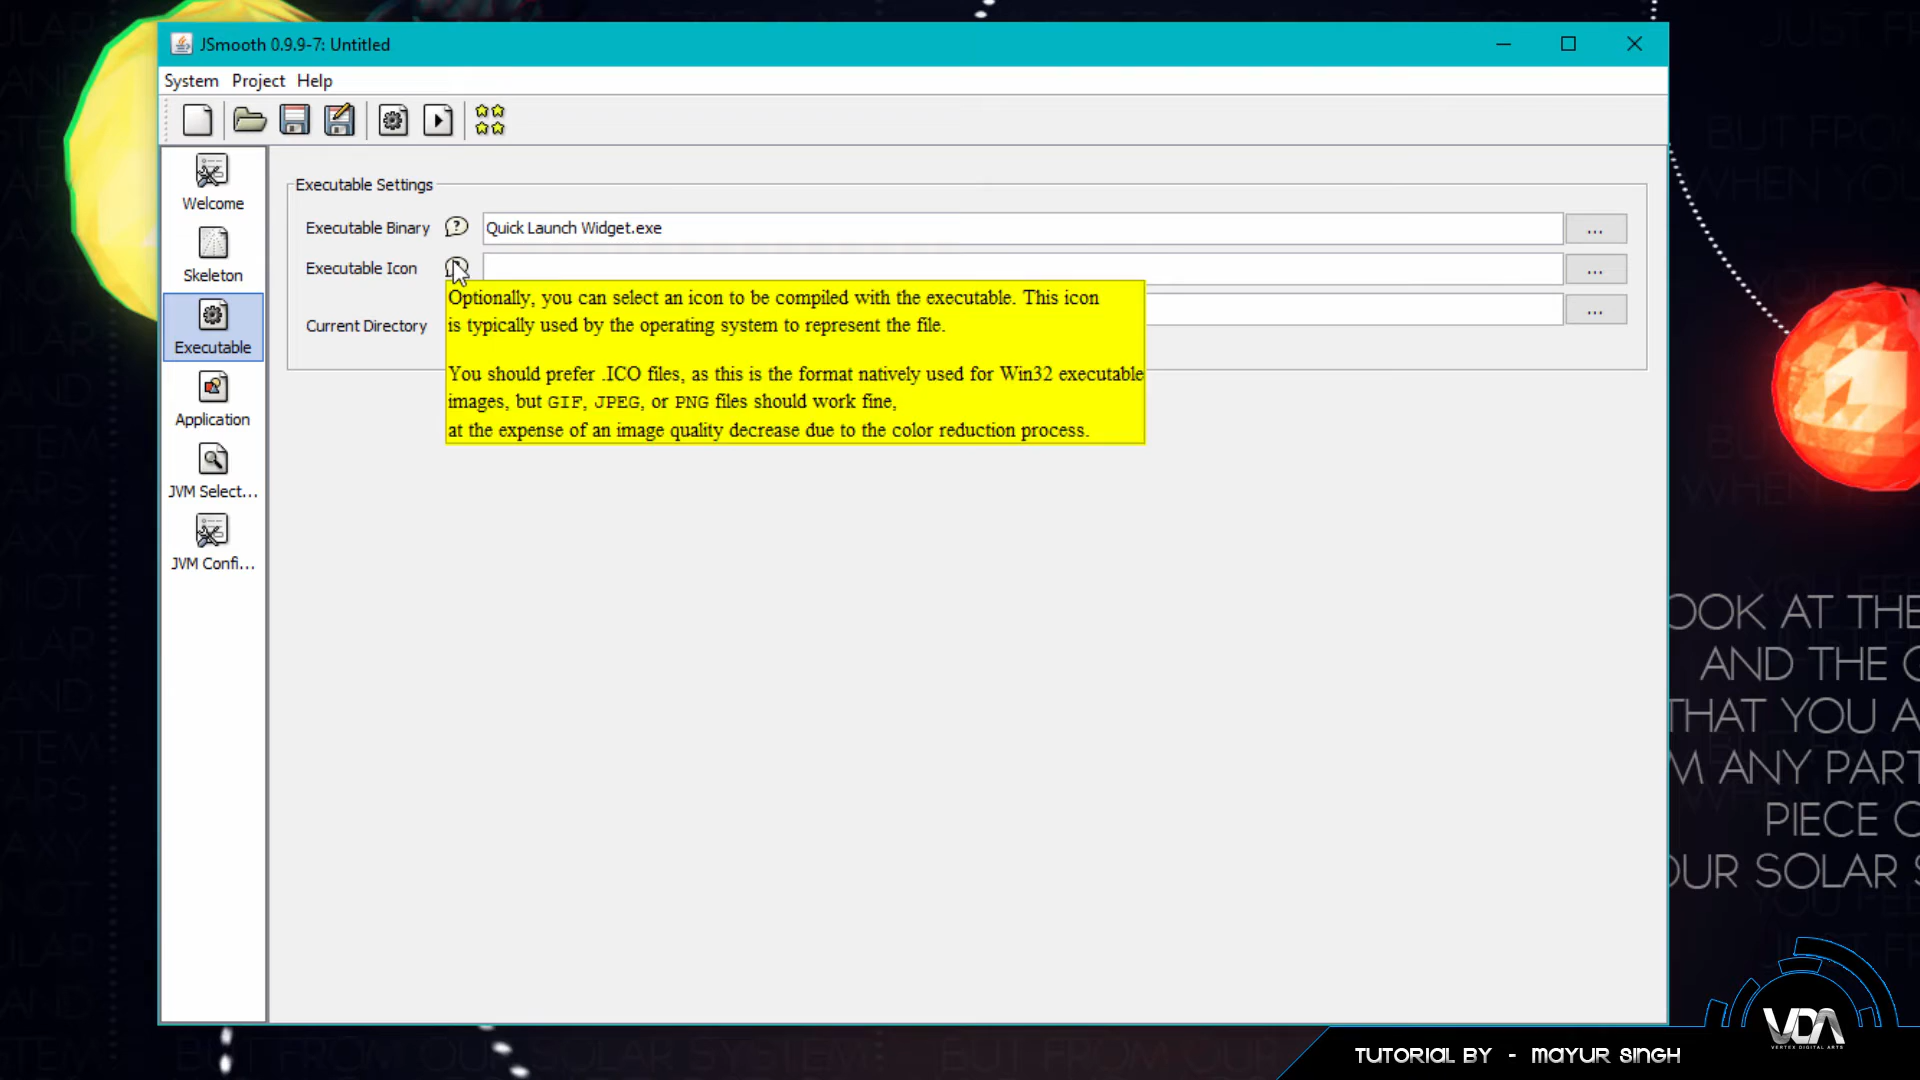 JSmooth 0.9.9-7: Untitled
System Project Help
Welcome
Skeleton
Executable
Application
JVM Select...
JVM Confi...
Executable Settings
Executable Binary
Quick Launch Widget.exe
...
Executable Icon
...
Current Directory
...
Optionally, you can select an icon to be compiled with the executable. This icon
is typically used by the operating system to represent the file.
You should prefer .ICO files, as this is the format natively used for Win32 executable
images, but GIF, JPEG, or PNG files should work fine,
at the expense of an image quality decrease due to the color reduction process.
OOK AT THE
AND THE
THAT YOU A
M ANY PART
PIECE
OUR SOLAR S
VDA
VERTEX DIGITAL ARTS
TUTORIAL BY - MAYUR SINGH